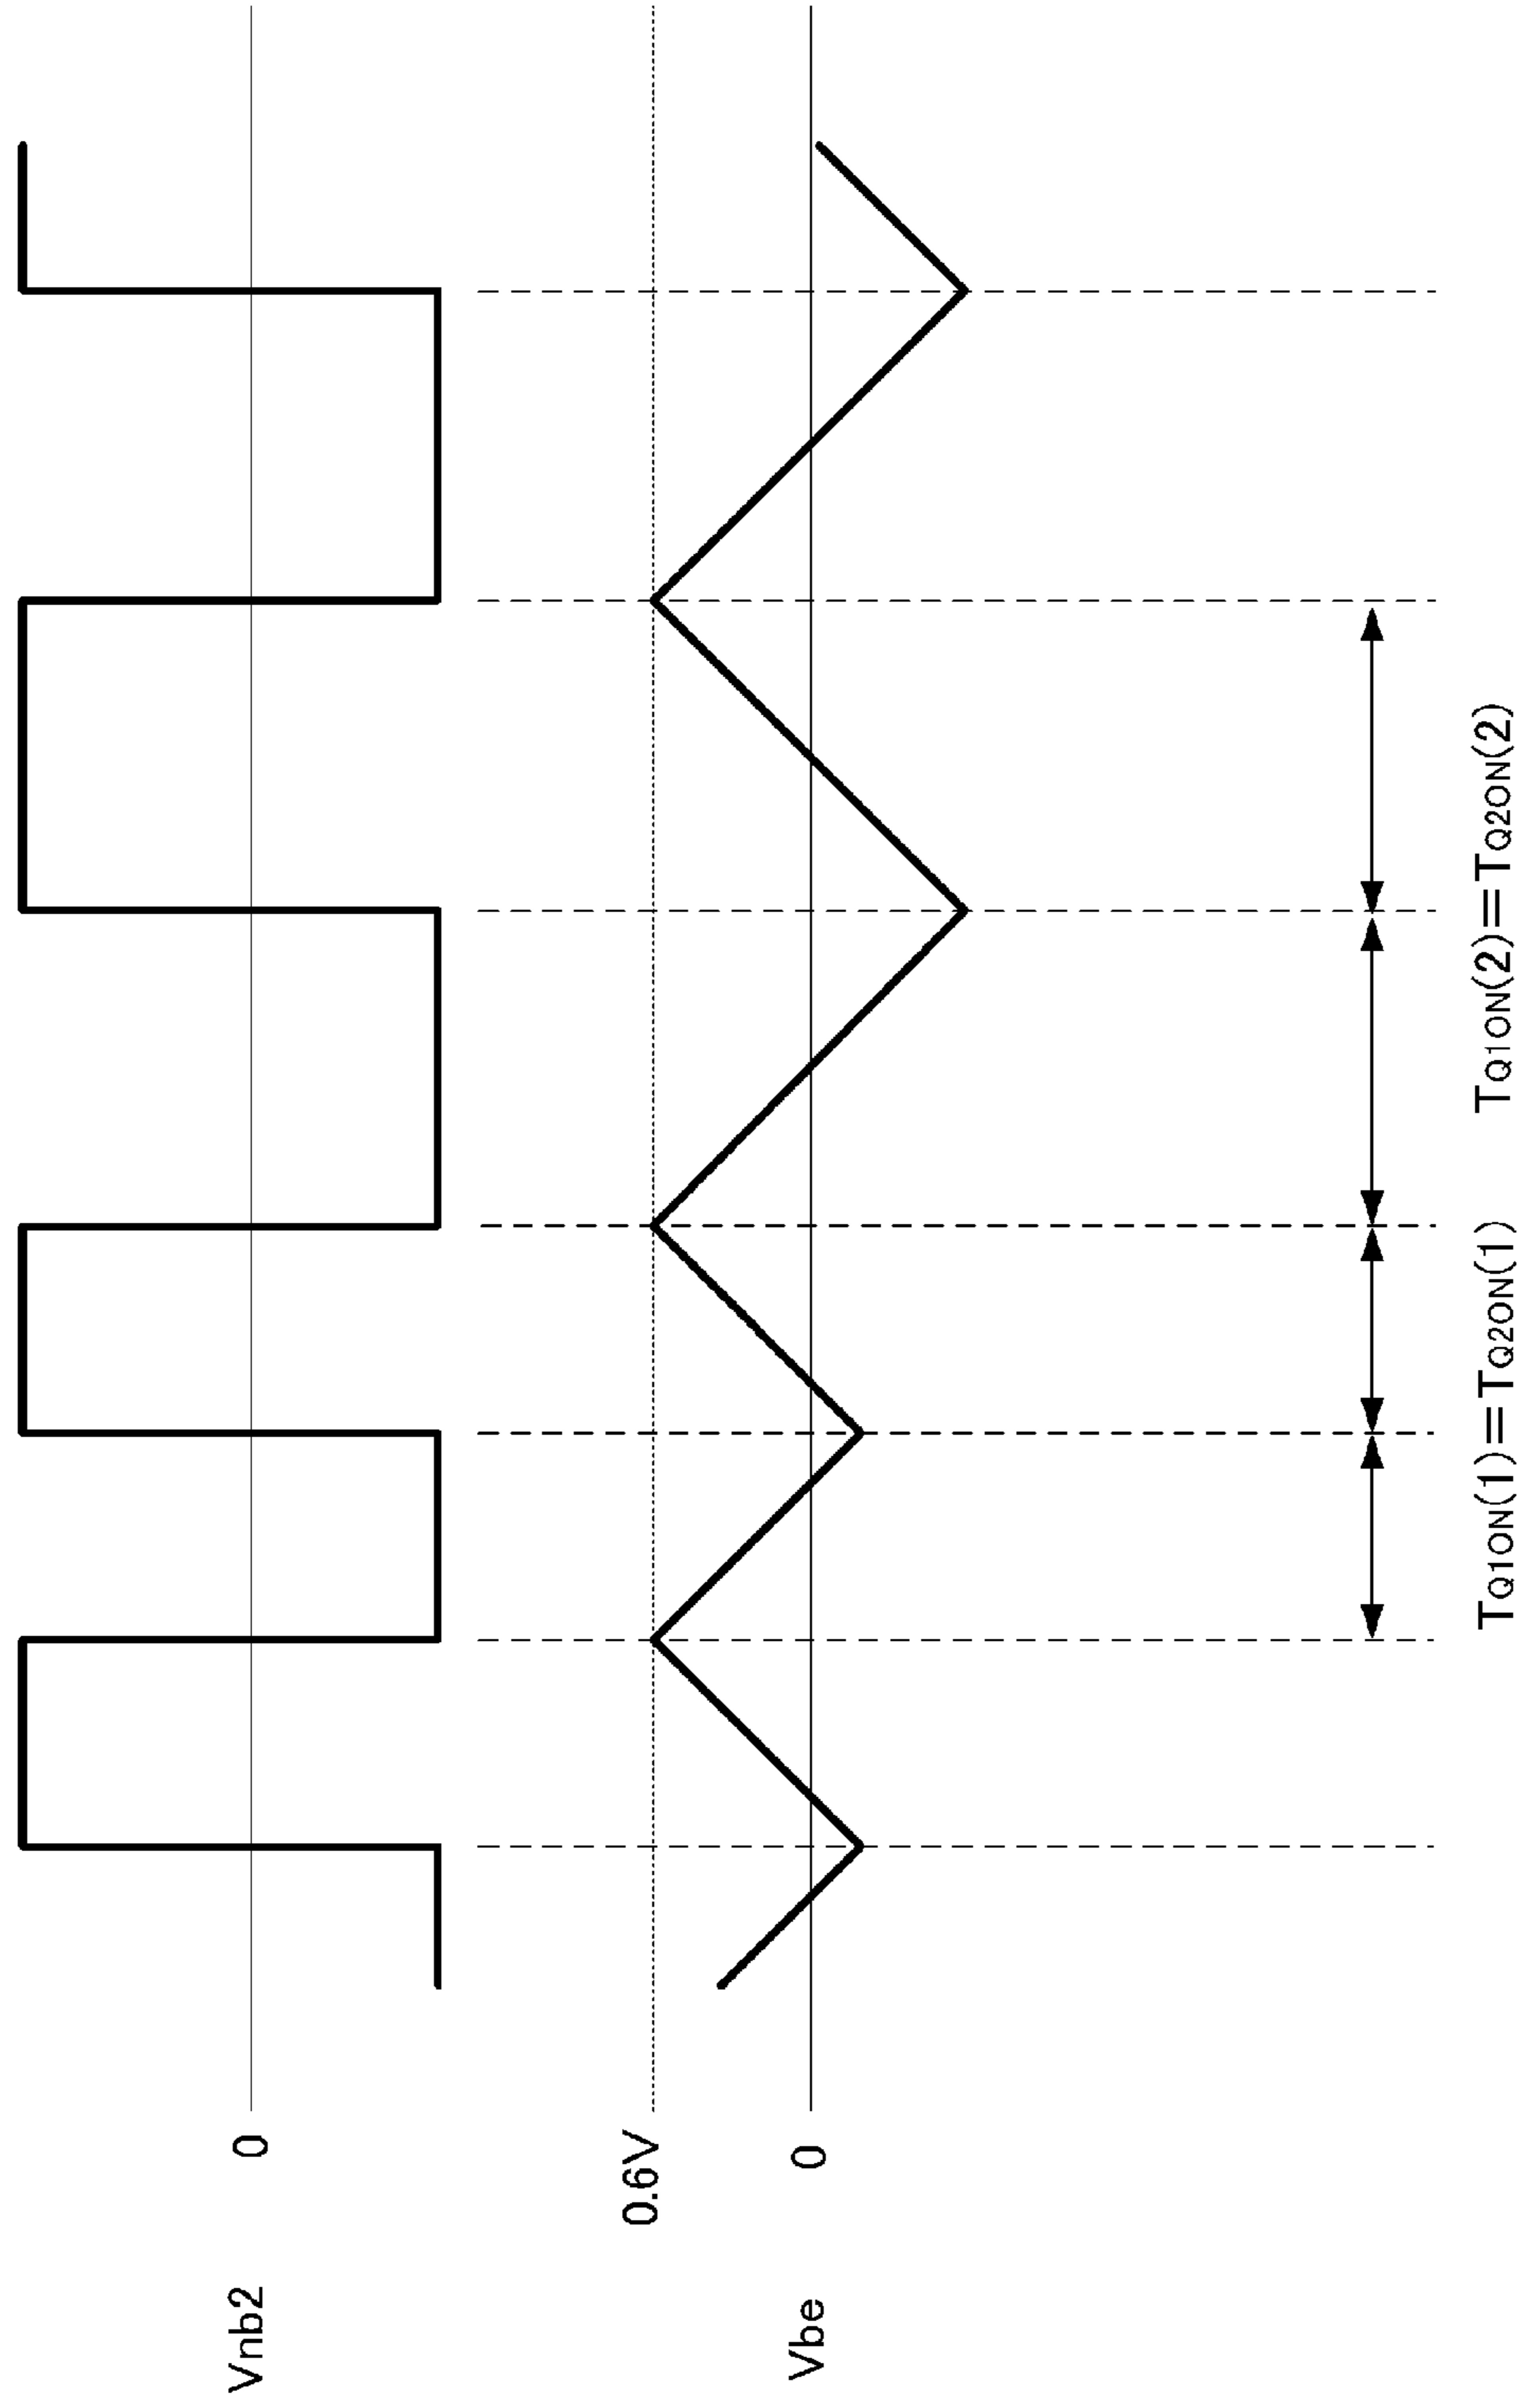 Vnb2 0
0.6V
Vbe 0
TQ1ON(1)=TQ2ON(1) TQ1ON(2)=TQ2ON(2)